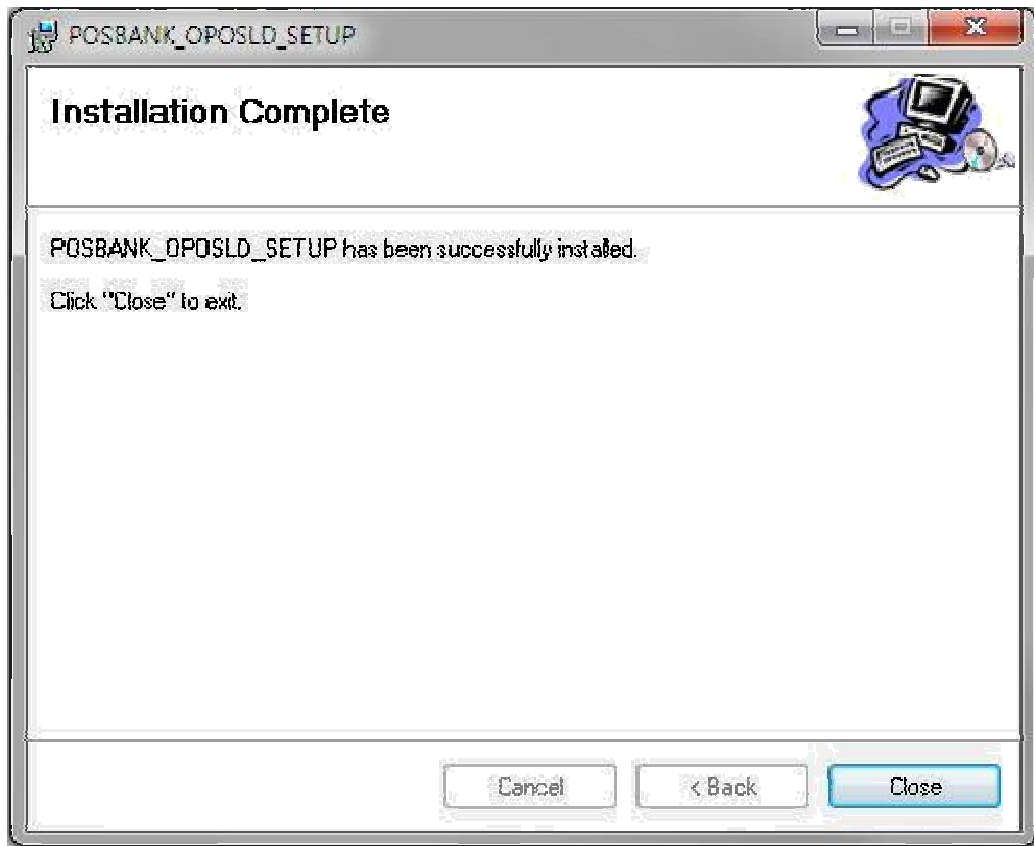 POSBANK_OPOSLD_SETUP
Installation Complete
POSBANK_OPOSLD_SETUP has been successfully installed.
Click "Close" to exit.
Cancel
< Back
Close